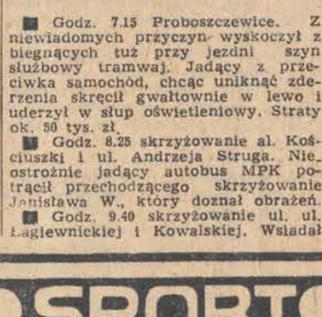 ■ Godz. 7.15 Proboszczewice. Z
niewiadomych przyczyn wyskoczył z
biegnących tuż przy jezdni szyn
służbowy tramwaj. Jadący z prze-
ciwka samochód, chcąc uniknąć zde-
rzenia skręcił gwałtownie w lewo i
uderzył w słup oświetleniowy. Straty
ok. 50 tys. zł.
■ Godz. 8.25 skrzyżowanie al. Koś-
ciuszki i ul. Andrzeja Struga. Nie-
ostrożnie jadący autobus MPK po-
trącił przechodzącego skrzyżowanie
Janisława W., który doznał obrażeń.
■ Godz. 9.40 skrzyżowanie ul. ul.
Łagiewnickiej i Kowalskiej. Wsiadał
SPORT